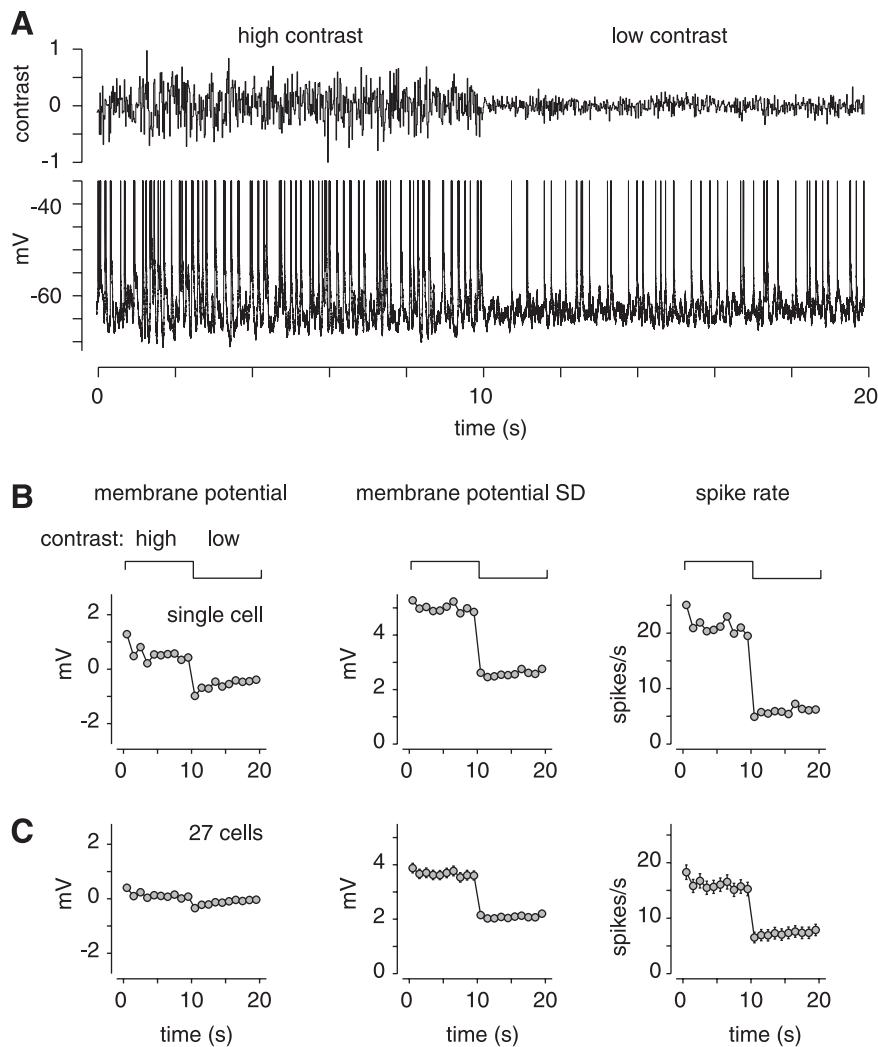 A
high contrast
low contrast
1
0
-1
contrast
-40
-60
mV
0
10
20
time (s)
B
membrane potential
membrane potential SD
spike rate
contrast: high
low
single cell
2
0
-2
mV
0
10
20
4
2
0
mV
0
10
20
20
10
0
spikes/s
0
10
20
C
27 cells
2
0
-2
mV
0
10
20
time (s)
4
2
0
mV
0
10
20
time (s)
20
10
0
spikes/s
0
10
20
time (s)